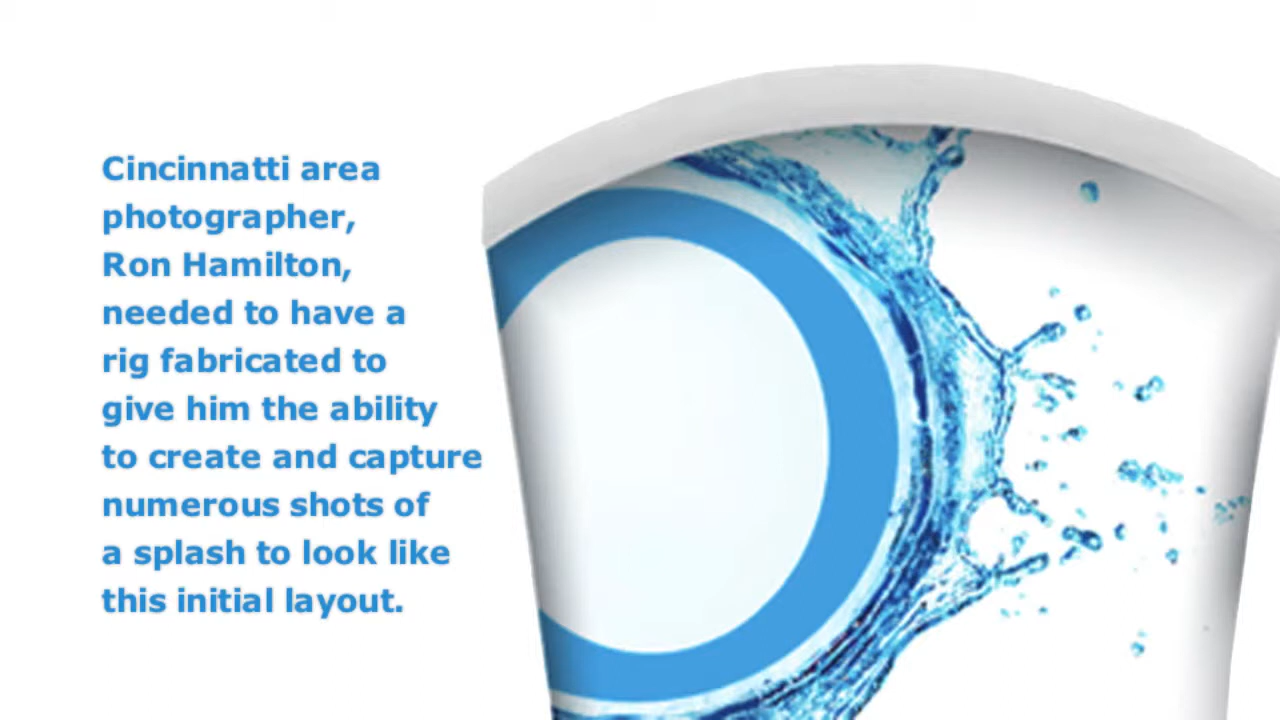 Cincinnatti area
photographer,
Ron Hamilton,
needed to have a
rig fabricated to
give him the ability
to create and capture
numerous shots of
a splash to look like
this initial layout.